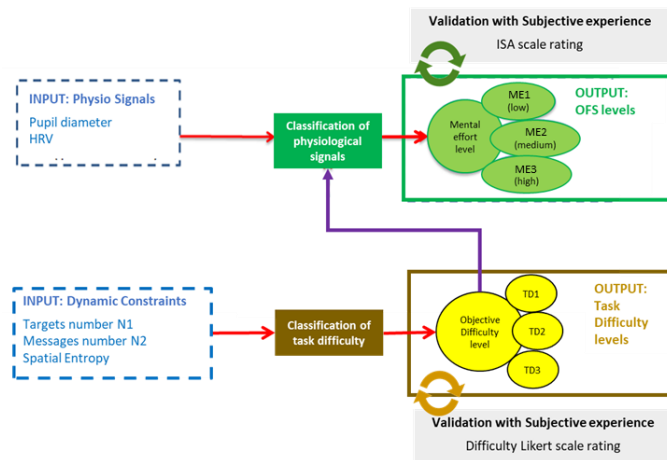 Validation with Subjective experience
ISA scale rating
INPUT: Physio Signals
Pupil diameter
HRV
Classification of
physiological
signals
Mental
effort
level
ME1
(low)
ME2
(medium)
ME3
(high)
OUTPUT:
OFS levels
INPUT: Dynamic Constraints
Targets number N1
Messages number N2
Spatial Entropy
Classification of
task difficulty
Objective
Difficulty
level
TD1
TD2
TD3
OUTPUT:
Task
Difficulty
levels
Validation with Subjective experience
Difficulty Likert scale rating